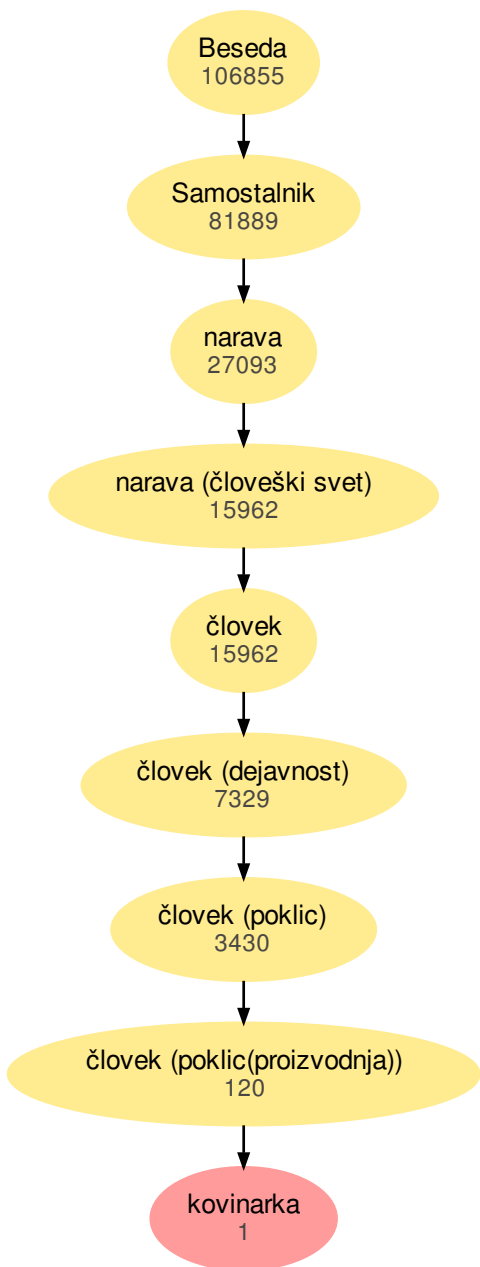 Beseda
106855
Samostalnik
81889
narava
27093
narava (človeški svet)
15962
človek
15962
človek (dejavnost)
7329
človek (poklic)
3430
človek (poklic(proizvodnja))
120
kovinarka
1